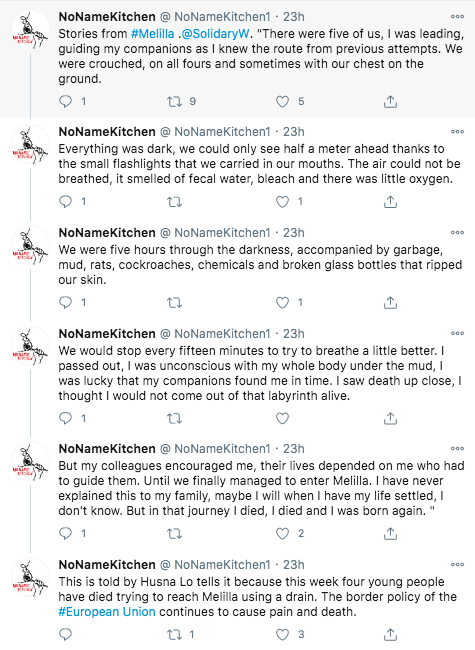 NoNameKitchen @ NoNameKitchen1 · 23h
Stories from #Melilla .@SolidaryW. "There were five of us, I was leading,
guiding my companions as I knew the route from previous attempts. We
were crouched, on all fours and sometimes with our chest on the
ground.
1 9 5
NoNameKitchen @ NoNameKitchen1 · 23h
Everything was dark, we could only see half a meter ahead thanks to
the small flashlights that we carried in our mouths. The air could not be
breathed, it smelled of fecal water, bleach and there was little oxygen.
1 1
NoNameKitchen @ NoNameKitchen1 · 23h
We were five hours through the darkness, accompanied by garbage,
mud, rats, cockroaches, chemicals and broken glass bottles that ripped
our skin.
1 1
NoNameKitchen @ NoNameKitchen1 · 23h
We would stop every fifteen minutes to try to breathe a little better. I
passed out, I was unconscious with my whole body under the mud, I
was lucky that my companions found me in time. I saw death up close, I
thought I would not come out of that labyrinth alive.
1
NoNameKitchen @ NoNameKitchen1 · 23h
But my colleagues encouraged me, their lives depended on me who had
to guide them. Until we finally managed to enter Melilla. I have never
explained this to my family, maybe I will when I have my life settled, I
don't know. But in that journey I died, I died and I was born again. "
1 2
NoNameKitchen @ NoNameKitchen1 · 23h
This is told by Husna Lo tells it because this week four young people
have died trying to reach Melilla using a drain. The border policy of the
#European Union continues to cause pain and death.
1 3